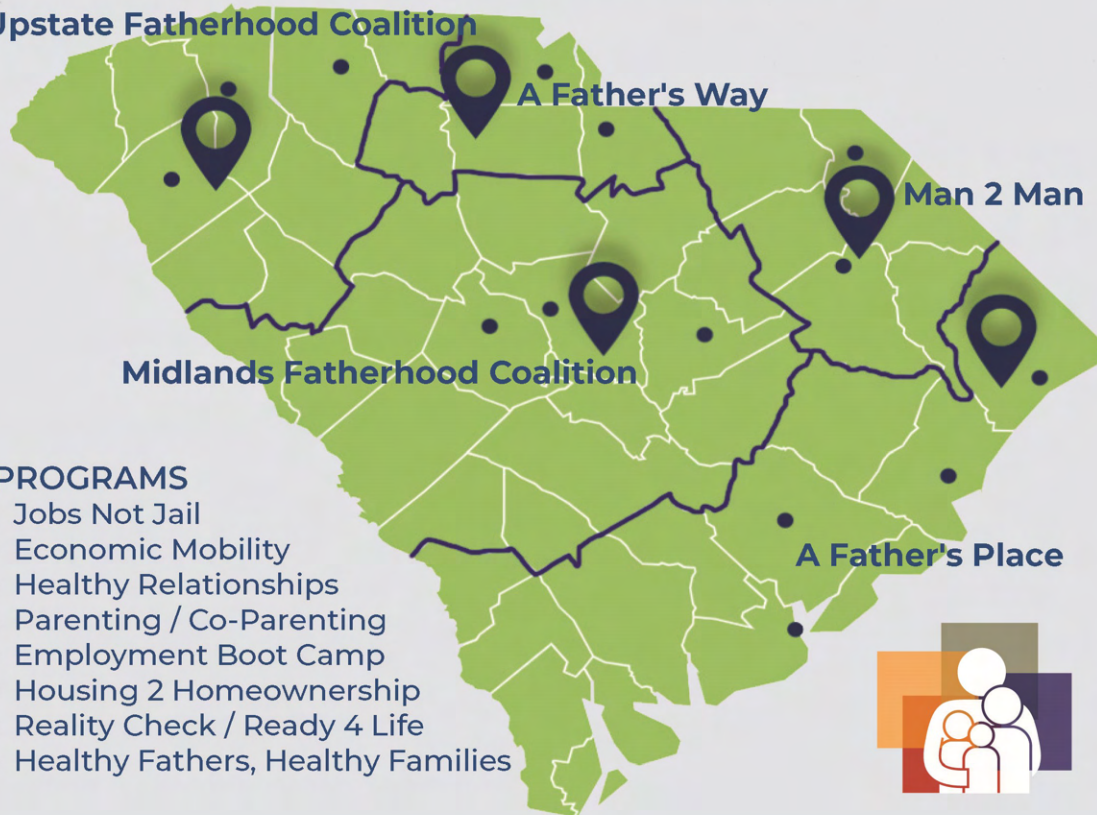 Upstate Fatherhood Coalition
A Father's Way
Man 2 Man
Midlands Fatherhood Coalition
A Father's Place
PROGRAMS
Jobs Not Jail
Economic Mobility
Healthy Relationships
Parenting / Co-Parenting
Employment Boot Camp
Housing 2 Homeownership
Reality Check / Ready 4 Life
Healthy Fathers, Healthy Families